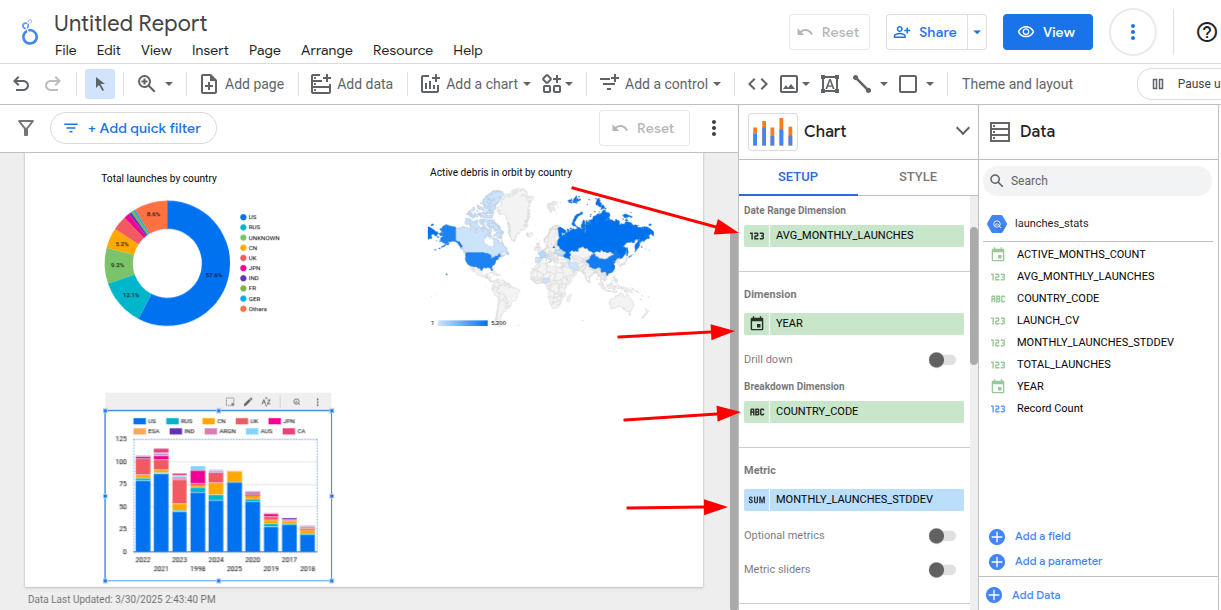 Untitled Report
File Edit View Insert Page Arrange Resource Help
Reset
Share
View
Add page
Add data
Add a chart
Add a control
Theme and layout
Pause u
+ Add quick filter
Reset
Chart
Data
SETUP
STYLE
Search
Total launches by country
8.6%
5.2%
9.2%
12.1%
57.6%
US
RUS
UNKNOWN
CN
UK
JPN
IND
FR
GER
Others
Active debris in orbit by country
1 5,200
US RUS CN UK JPN
ESA IND ARGN AUS CA
125
100
75
50
25
0
2022 2023 2024 2020 2017
2021 1998 2025 2019 2018
Data Last Updated: 3/30/2025 2:43:40 PM
Date Range Dimension
123 AVG_MONTHLY_LAUNCHES
Dimension
YEAR
Drill down
Breakdown Dimension
ABC COUNTRY_CODE
Metric
SUM MONTHLY_LAUNCHES_STDDEV
Optional metrics
Metric sliders
launches_stats
ACTIVE_MONTHS_COUNT
123 AVG_MONTHLY_LAUNCHES
ABC COUNTRY_CODE
123 LAUNCH_CV
123 MONTHLY_LAUNCHES_STDDEV
123 TOTAL_LAUNCHES
YEAR
123 Record Count
Add a field
Add a parameter
Add Data